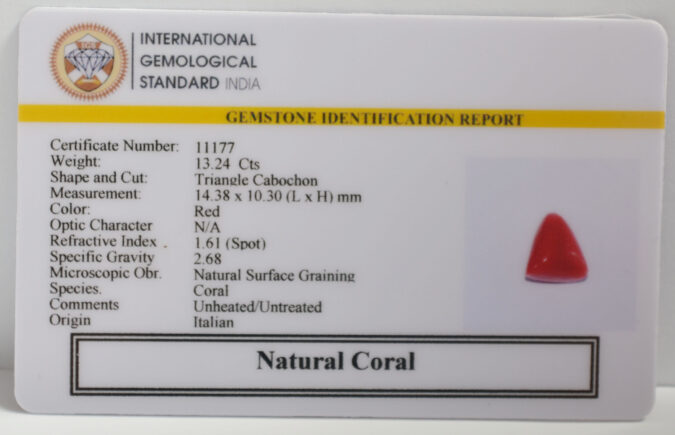 IGS
INTERNATIONAL
GEMOLOGICAL
STANDARD INDIA
GEMSTONE IDENTIFICATION REPORT
Certificate Number: 11177
Weight: 13.24 Cts
Shape and Cut: Triangle Cabochon
Measurement: 14.38 x 10.30 (L x H) mm
Color: Red
Optic Character N/A
Refractive Index . 1.61 (Spot)
Specific Gravity 2.68
Microscopic Obr. Natural Surface Graining
Species. Coral
Comments Unheated/Untreated
Origin Italian
Natural Coral